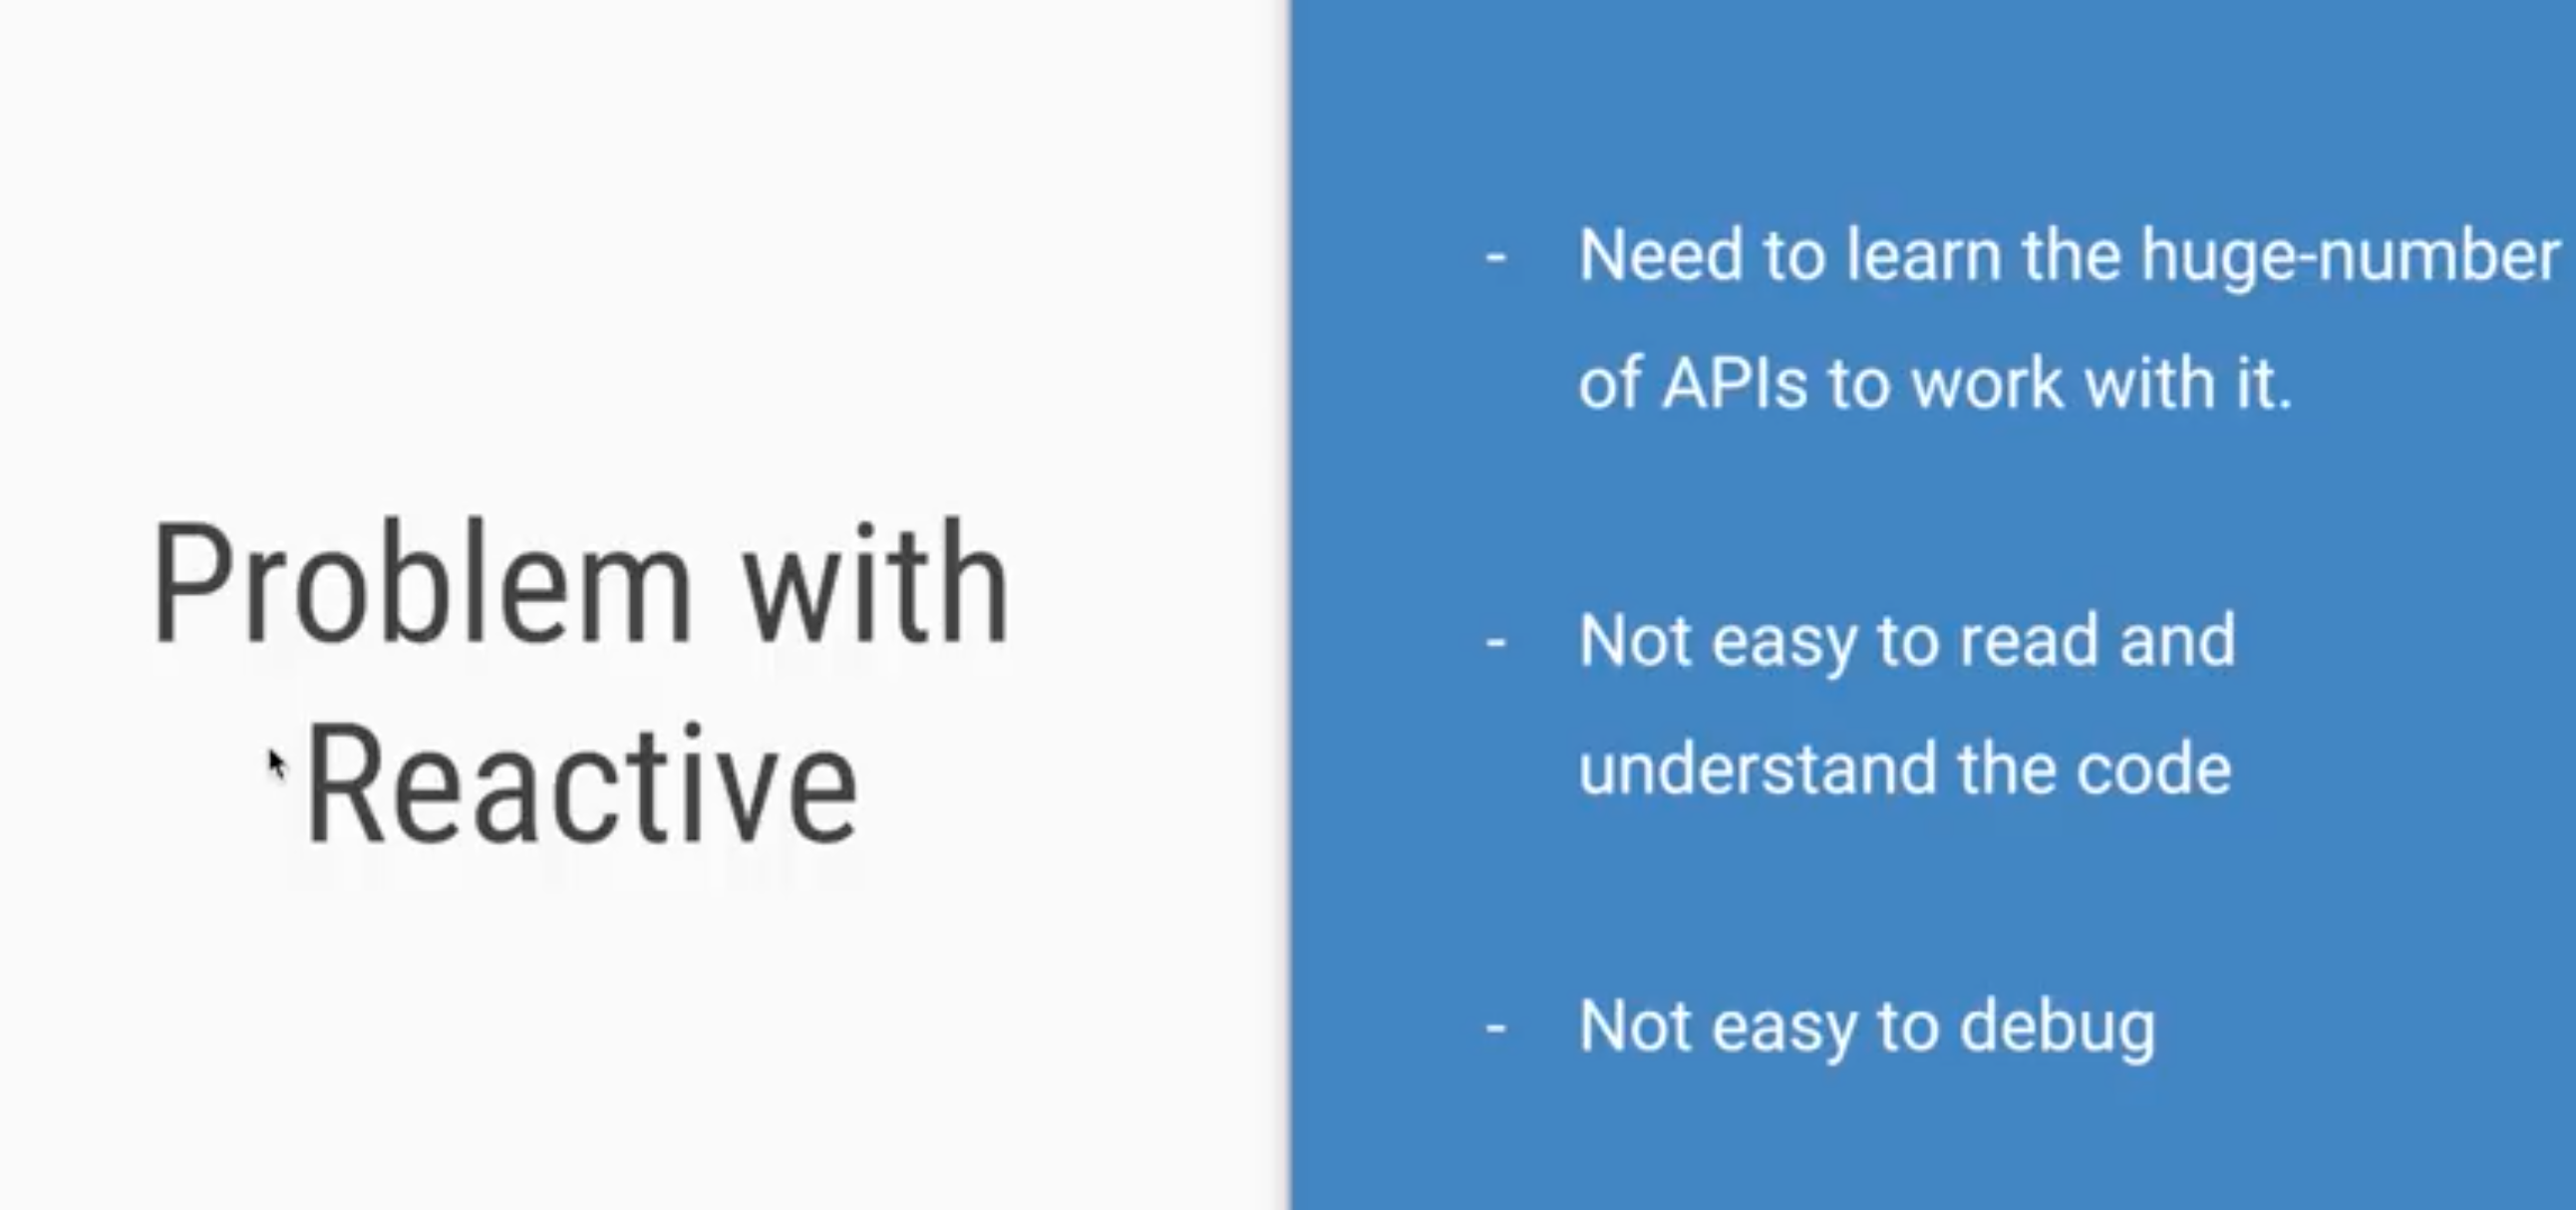 Problem with
Reactive
- Need to learn the huge-number
of APIs to work with it.
- Not easy to read and
understand the code
- Not easy to debug